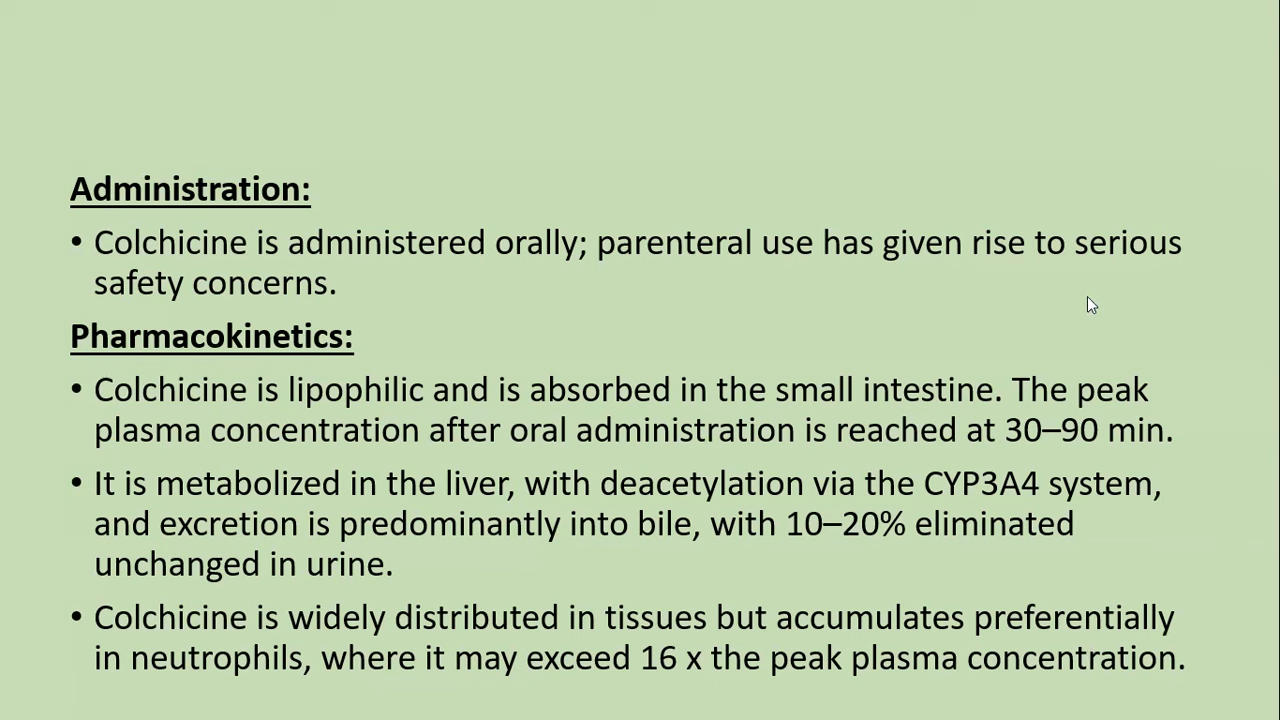 Administration:
• Colchicine is administered orally; parenteral use has given rise to serious
safety concerns.
Pharmacokinetics:
• Colchicine is lipophilic and is absorbed in the small intestine. The peak
plasma concentration after oral administration is reached at 30–90 min.
• It is metabolized in the liver, with deacetylation via the CYP3A4 system,
and excretion is predominantly into bile, with 10–20% eliminated
unchanged in urine.
• Colchicine is widely distributed in tissues but accumulates preferentially
in neutrophils, where it may exceed 16 x the peak plasma concentration.